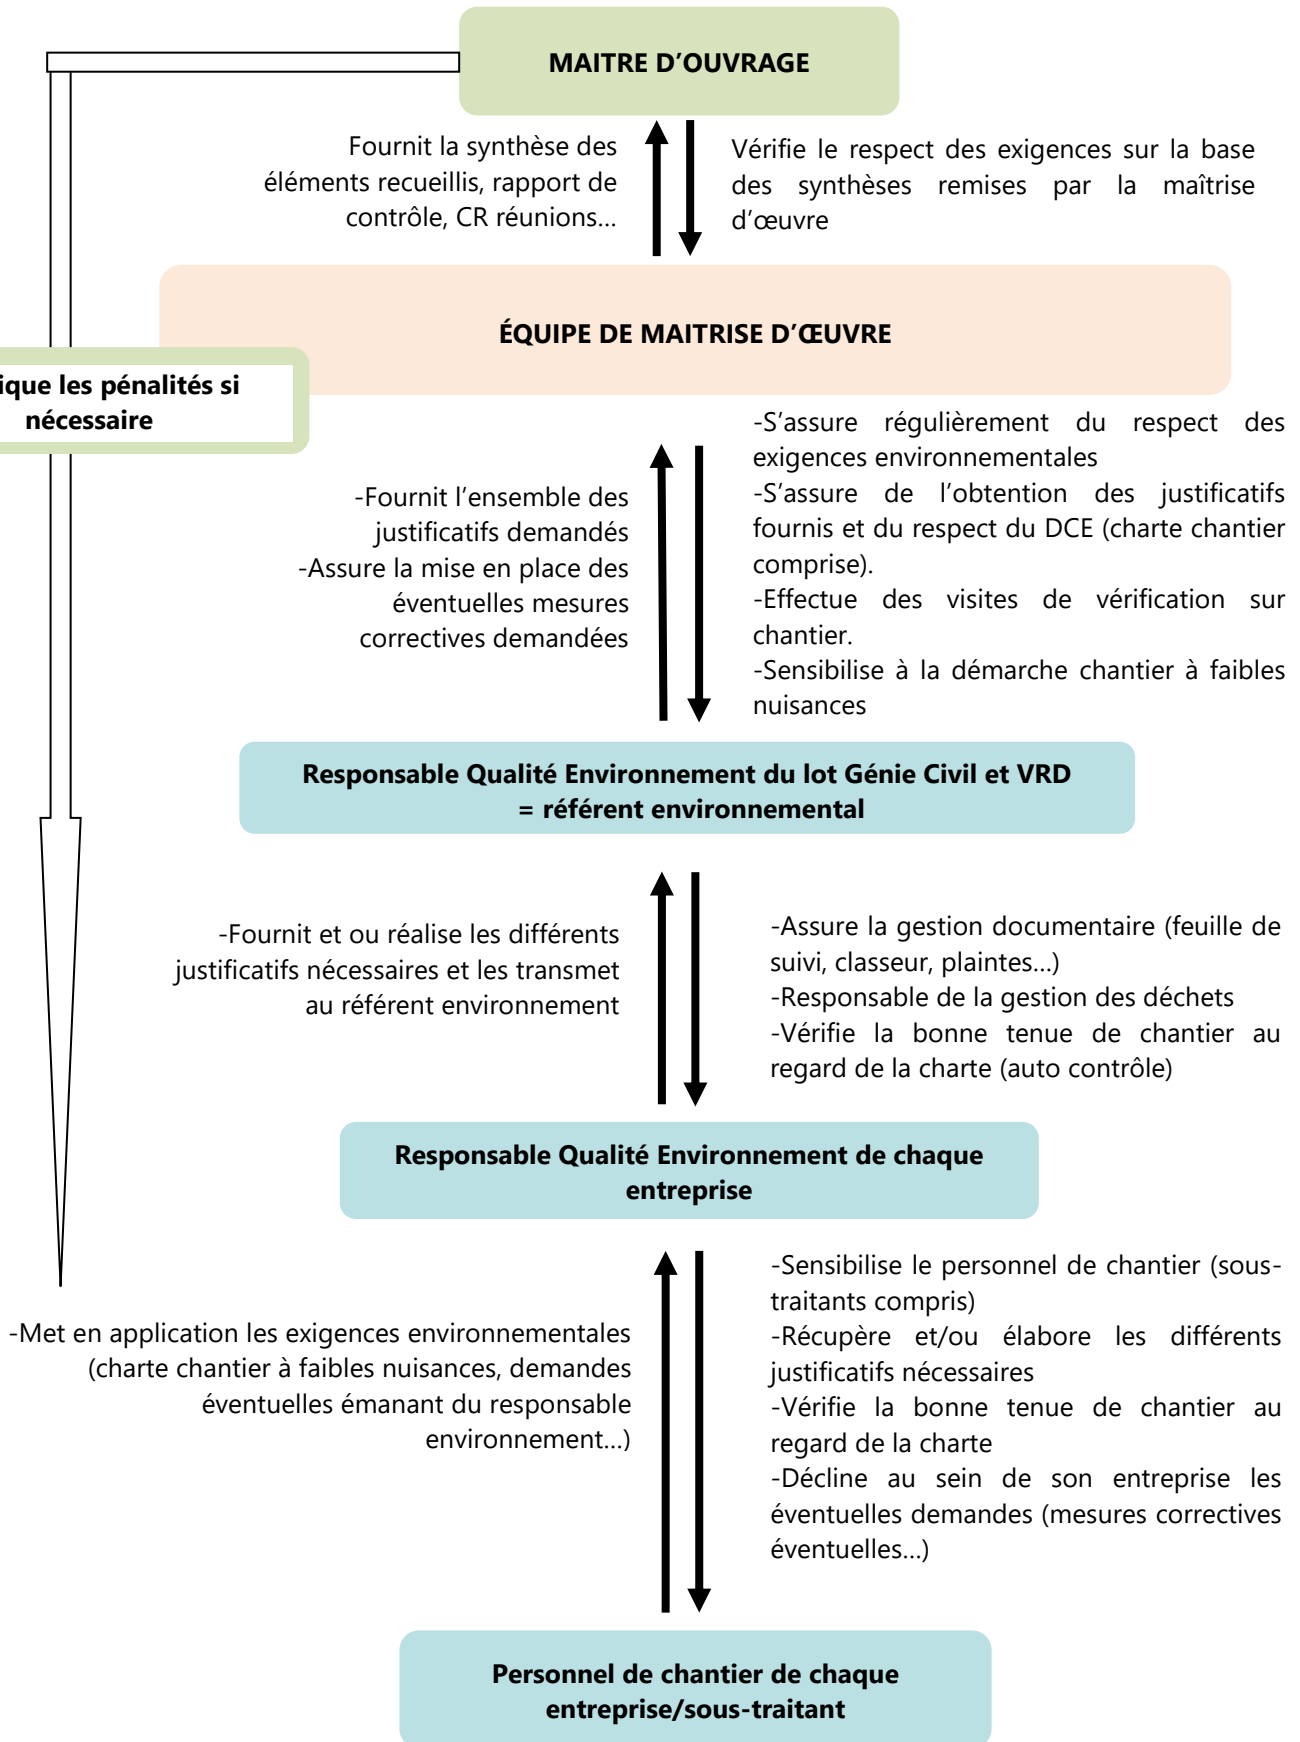 MAITRE D’OUVRAGE
Fournit la synthèse des
éléments recueillis, rapport de
contrôle, CR réunions…
Vérifie le respect des exigences sur la base
des synthèses remises par la maîtrise
d’œuvre
ÉQUIPE DE MAITRISE D’ŒUVRE
les pénalités si
nécessaire
-Fournit l’ensemble des
justificatifs demandés
-Assure la mise en place des
éventuelles mesures
correctives demandées
-S’assure régulièrement du respect des
exigences environnementales
-S’assure de l’obtention des justificatifs
fournis et du respect du DCE (charte chantier
comprise).
-Effectue des visites de vérification sur
chantier.
-Sensibilise à la démarche chantier à faibles
nuisances
Responsable Qualité Environnement du lot Génie Civil et VRD
= référent environnemental
-Fournit et ou réalise les différents
justificatifs nécessaires et les transmet
au référent environnement
-Assure la gestion documentaire (feuille de
suivi, classeur, plaintes…)
-Responsable de la gestion des déchets
-Vérifie la bonne tenue de chantier au
regard de la charte (auto contrôle)
Responsable Qualité Environnement de chaque
entreprise
-Met en application les exigences environnementales
(charte chantier à faibles nuisances, demandes
éventuelles émanant du responsable
environnement…)
-Sensibilise le personnel de chantier (sous-
traitants compris)
-Récupère et/ou élabore les différents
justificatifs nécessaires
-Vérifie la bonne tenue de chantier au
regard de la charte
-Décline au sein de son entreprise les
éventuelles demandes (mesures correctives
éventuelles…)
Personnel de chantier de chaque
entreprise/sous-traitant